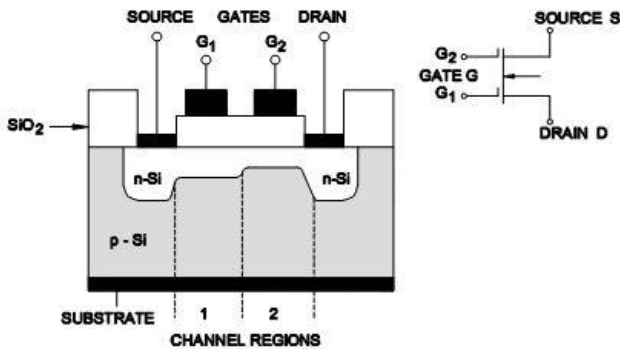 SOURCE GATES DRAIN
G1 G2
SiO2
n-Si n-Si
p - Si
SUBSTRATE
1 2
CHANNEL REGIONS
SOURCE S
G2
GATE G
G1
DRAIN D